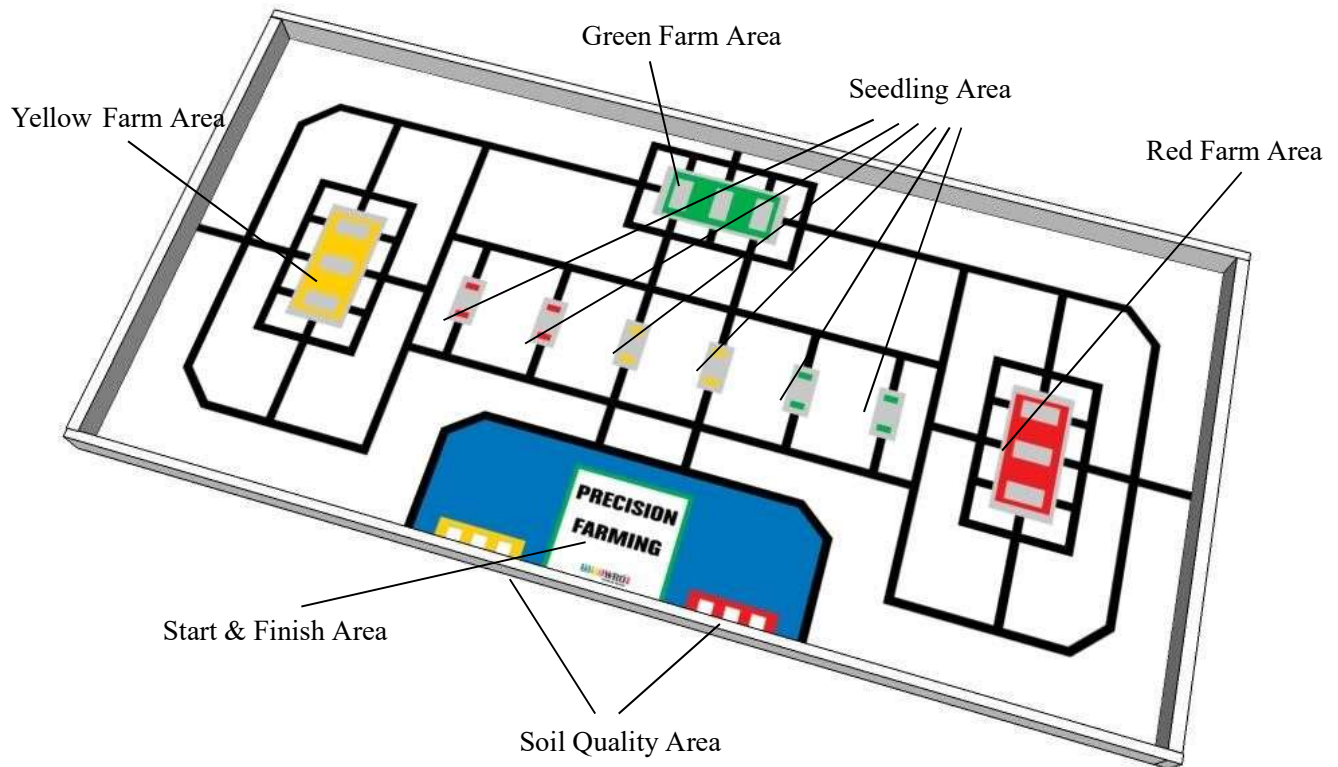 Green Farm Area
Seedling Area
Yellow Farm Area
Red Farm Area
PRECISION
FARMING
WRO
Start & Finish Area
Soil Quality Area